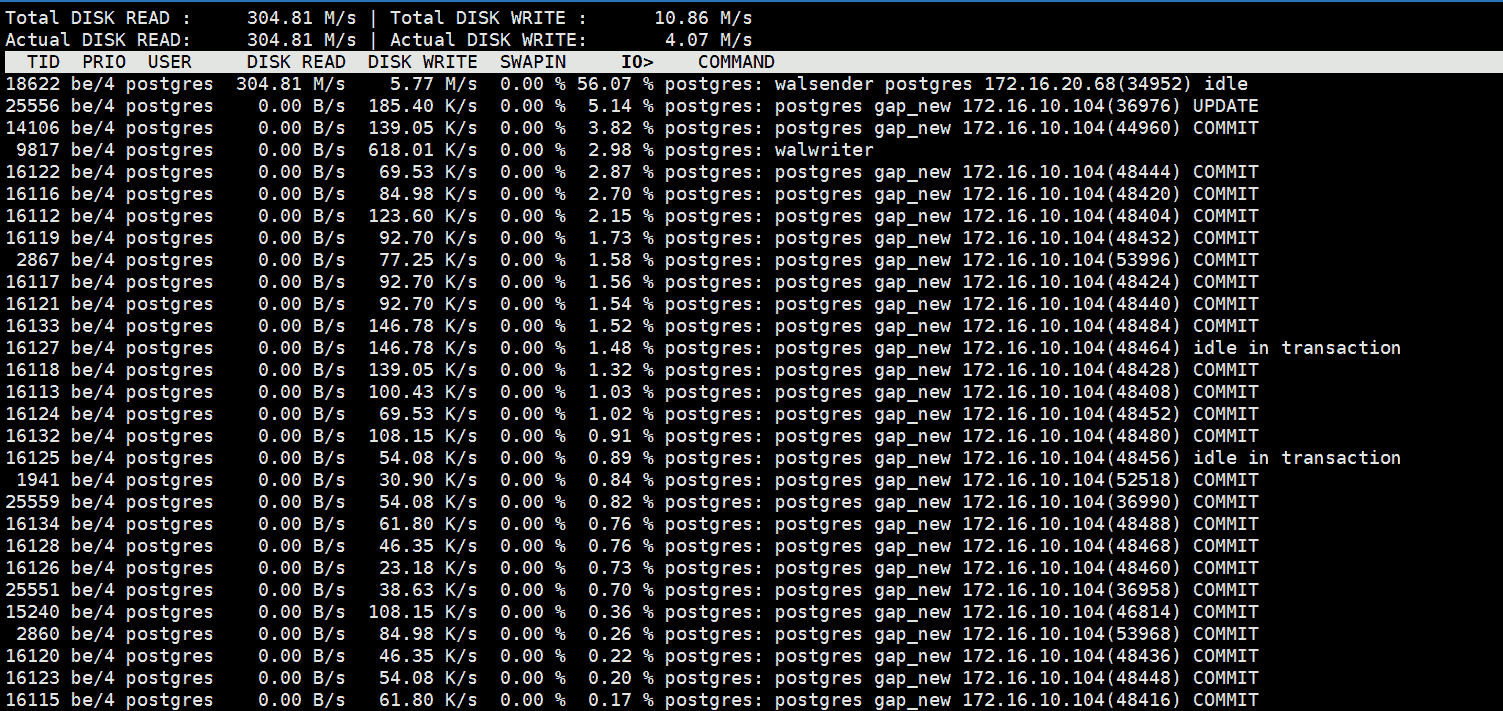 Total DISK READ :     304.81 M/s | Total DISK WRITE :      10.86 M/s
Actual DISK READ:     304.81 M/s | Actual DISK WRITE:       4.07 M/s
  TID  PRIO  USER     DISK READ  DISK WRITE  SWAPIN     IO>    COMMAND
18622 be/4 postgres  304.81 M/s    5.77 M/s  0.00 % 56.07 % postgres: walsender postgres 172.16.20.68(34952) idle
25556 be/4 postgres    0.00 B/s  185.40 K/s  0.00 %  5.14 % postgres: postgres gap_new 172.16.10.104(36976) UPDATE
14106 be/4 postgres    0.00 B/s  139.05 K/s  0.00 %  3.82 % postgres: postgres gap_new 172.16.10.104(44960) COMMIT
 9817 be/4 postgres    0.00 B/s  618.01 K/s  0.00 %  2.98 % postgres: walwriter
16122 be/4 postgres    0.00 B/s   69.53 K/s  0.00 %  2.87 % postgres: postgres gap_new 172.16.10.104(48444) COMMIT
16116 be/4 postgres    0.00 B/s   84.98 K/s  0.00 %  2.70 % postgres: postgres gap_new 172.16.10.104(48420) COMMIT
16112 be/4 postgres    0.00 B/s  123.60 K/s  0.00 %  2.15 % postgres: postgres gap_new 172.16.10.104(48404) COMMIT
16119 be/4 postgres    0.00 B/s   92.70 K/s  0.00 %  1.73 % postgres: postgres gap_new 172.16.10.104(48432) COMMIT
 2867 be/4 postgres    0.00 B/s   77.25 K/s  0.00 %  1.58 % postgres: postgres gap_new 172.16.10.104(53996) COMMIT
16117 be/4 postgres    0.00 B/s   92.70 K/s  0.00 %  1.56 % postgres: postgres gap_new 172.16.10.104(48424) COMMIT
16121 be/4 postgres    0.00 B/s   92.70 K/s  0.00 %  1.54 % postgres: postgres gap_new 172.16.10.104(48440) COMMIT
16133 be/4 postgres    0.00 B/s  146.78 K/s  0.00 %  1.52 % postgres: postgres gap_new 172.16.10.104(48484) COMMIT
16127 be/4 postgres    0.00 B/s  146.78 K/s  0.00 %  1.48 % postgres: postgres gap_new 172.16.10.104(48464) idle in transaction
16118 be/4 postgres    0.00 B/s  139.05 K/s  0.00 %  1.32 % postgres: postgres gap_new 172.16.10.104(48428) COMMIT
16113 be/4 postgres    0.00 B/s  100.43 K/s  0.00 %  1.03 % postgres: postgres gap_new 172.16.10.104(48408) COMMIT
16124 be/4 postgres    0.00 B/s   69.53 K/s  0.00 %  1.02 % postgres: postgres gap_new 172.16.10.104(48452) COMMIT
16132 be/4 postgres    0.00 B/s  108.15 K/s  0.00 %  0.91 % postgres: postgres gap_new 172.16.10.104(48480) COMMIT
16125 be/4 postgres    0.00 B/s   54.08 K/s  0.00 %  0.89 % postgres: postgres gap_new 172.16.10.104(48456) idle in transaction
 1941 be/4 postgres    0.00 B/s   30.90 K/s  0.00 %  0.84 % postgres: postgres gap_new 172.16.10.104(52518) COMMIT
25559 be/4 postgres    0.00 B/s   54.08 K/s  0.00 %  0.82 % postgres: postgres gap_new 172.16.10.104(36990) COMMIT
16134 be/4 postgres    0.00 B/s   61.80 K/s  0.00 %  0.76 % postgres: postgres gap_new 172.16.10.104(48488) COMMIT
16128 be/4 postgres    0.00 B/s   46.35 K/s  0.00 %  0.76 % postgres: postgres gap_new 172.16.10.104(48468) COMMIT
16126 be/4 postgres    0.00 B/s   23.18 K/s  0.00 %  0.73 % postgres: postgres gap_new 172.16.10.104(48460) COMMIT
25551 be/4 postgres    0.00 B/s   38.63 K/s  0.00 %  0.70 % postgres: postgres gap_new 172.16.10.104(36958) COMMIT
15240 be/4 postgres    0.00 B/s  108.15 K/s  0.00 %  0.36 % postgres: postgres gap_new 172.16.10.104(46814) COMMIT
 2860 be/4 postgres    0.00 B/s   84.98 K/s  0.00 %  0.26 % postgres: postgres gap_new 172.16.10.104(53968) COMMIT
16120 be/4 postgres    0.00 B/s   46.35 K/s  0.00 %  0.22 % postgres: postgres gap_new 172.16.10.104(48436) COMMIT
16123 be/4 postgres    0.00 B/s   54.08 K/s  0.00 %  0.20 % postgres: postgres gap_new 172.16.10.104(48448) COMMIT
16115 be/4 postgres    0.00 B/s   61.80 K/s  0.00 %  0.17 % postgres: postgres gap_new 172.16.10.104(48416) COMMIT